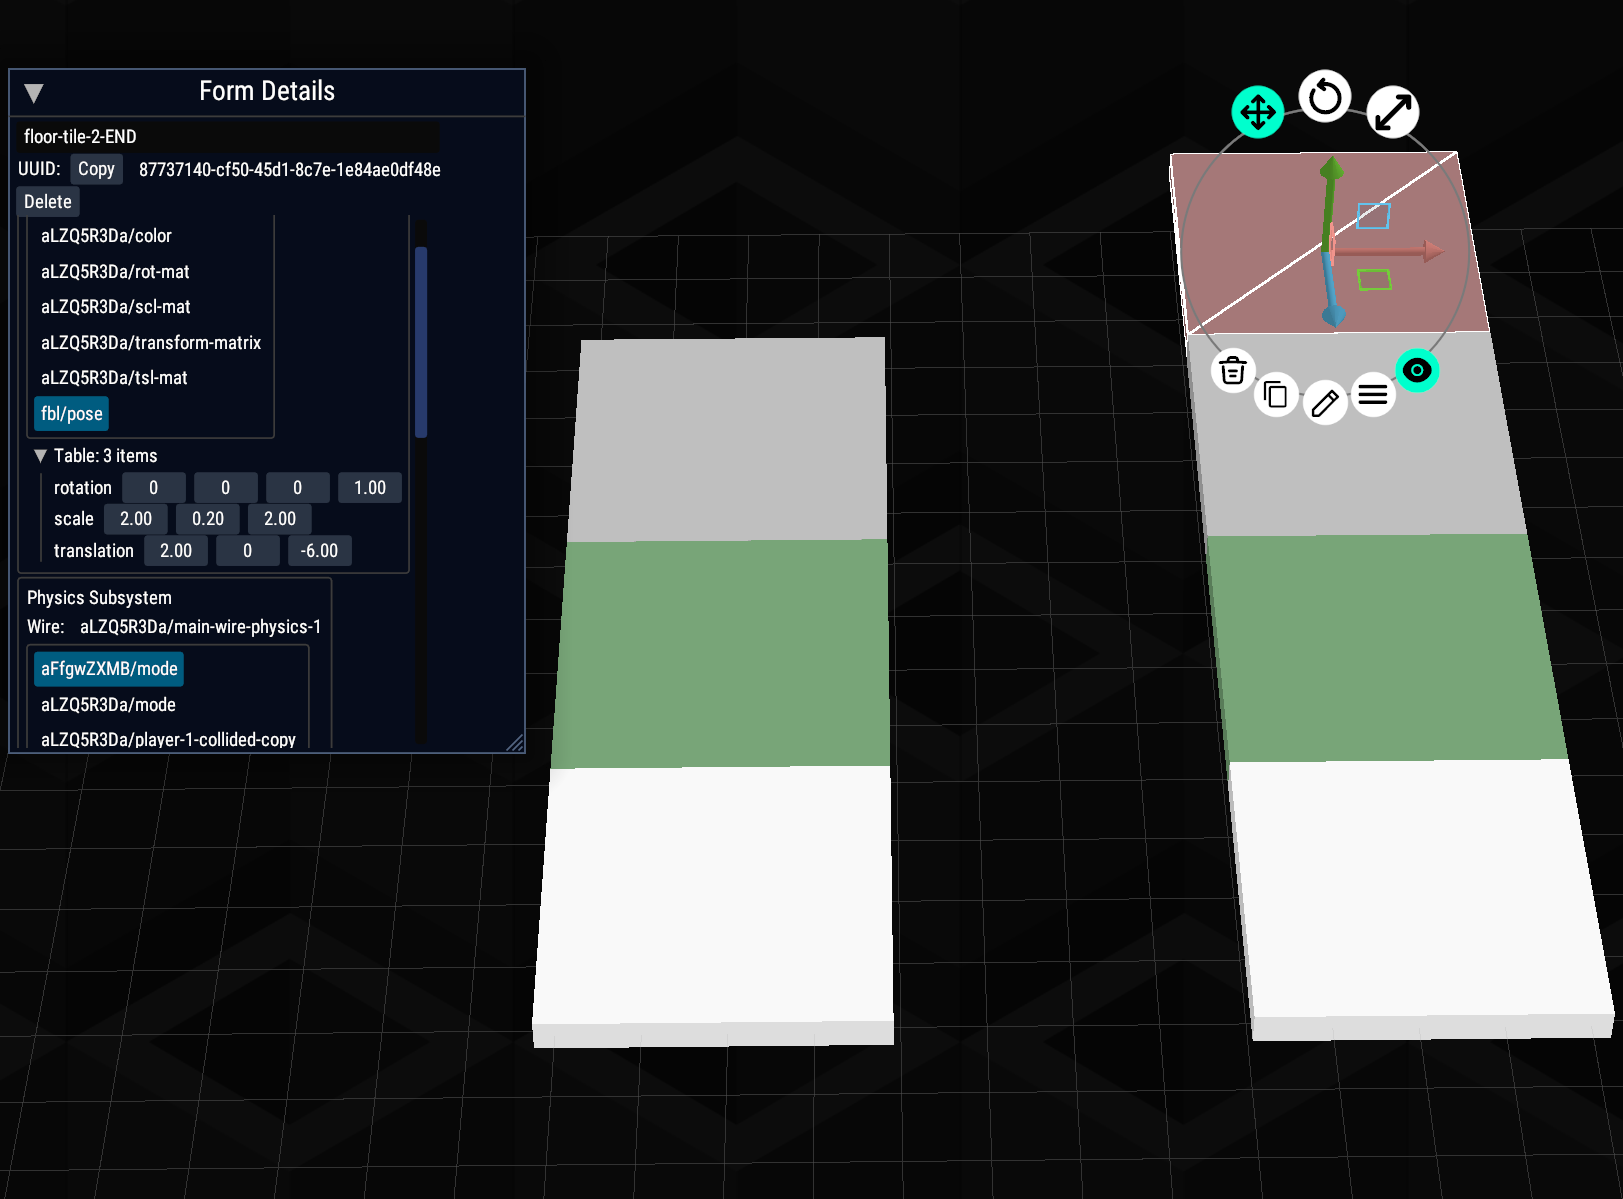 Form Details
floor-tile-2-END
UUID: Copy 87737140-cf50-45d1-8c7e-1e84ae0df48e
Delete
aLZQ5R3Da/color
aLZQ5R3Da/rot-mat
aLZQ5R3Da/scl-mat
aLZQ5R3Da/transform-matrix
aLZQ5R3Da/tsl-mat
fbl/pose
Table: 3 items
rotation 0 0 0 1.00
scale 2.00 0.20 2.00
translation 2.00 0 -6.00
Physics Subsystem
Wire: aLZQ5R3Da/main-wire-physics-1
aFfgwZXMB/mode
aLZQ5R3Da/mode
aLZQ5R3Da/player-1-collided-copy